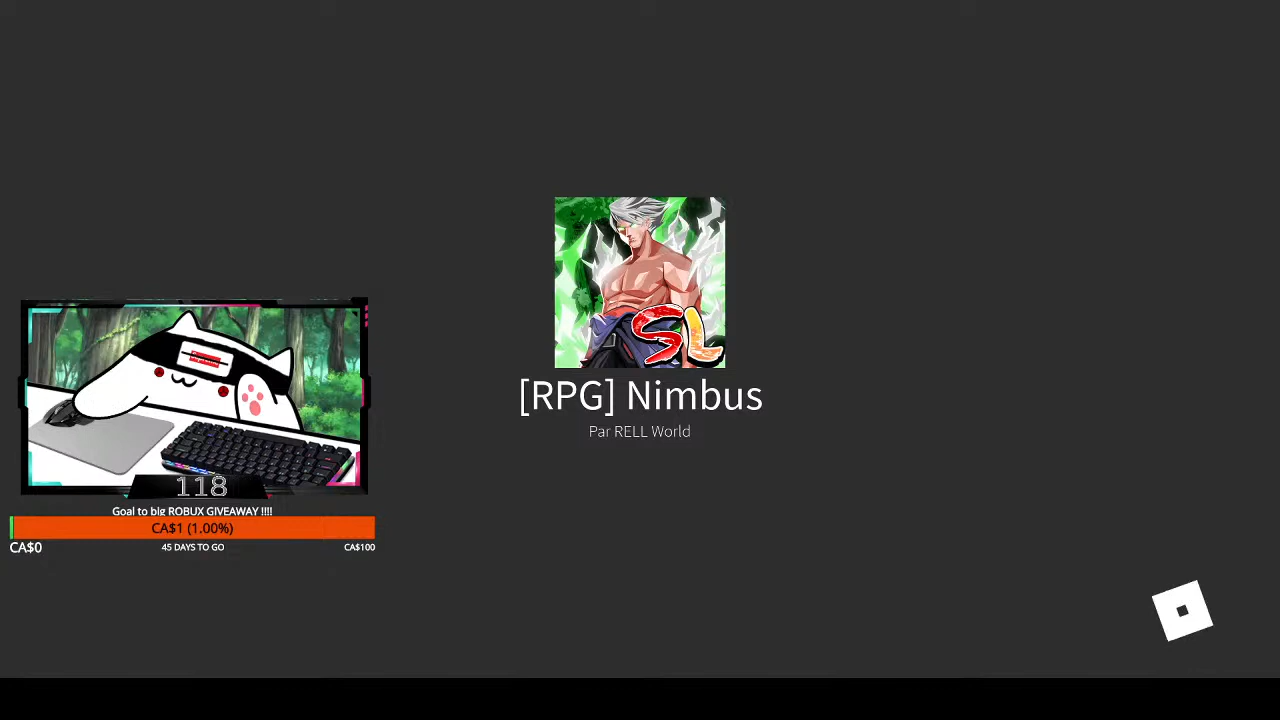 SL
[RPG] Nimbus
Par RELL World
118
Goal to big ROBUX GIVEAWAY !!!!
CA$1 (1.00%)
CA$0
45 DAYS TO GO
CA$100